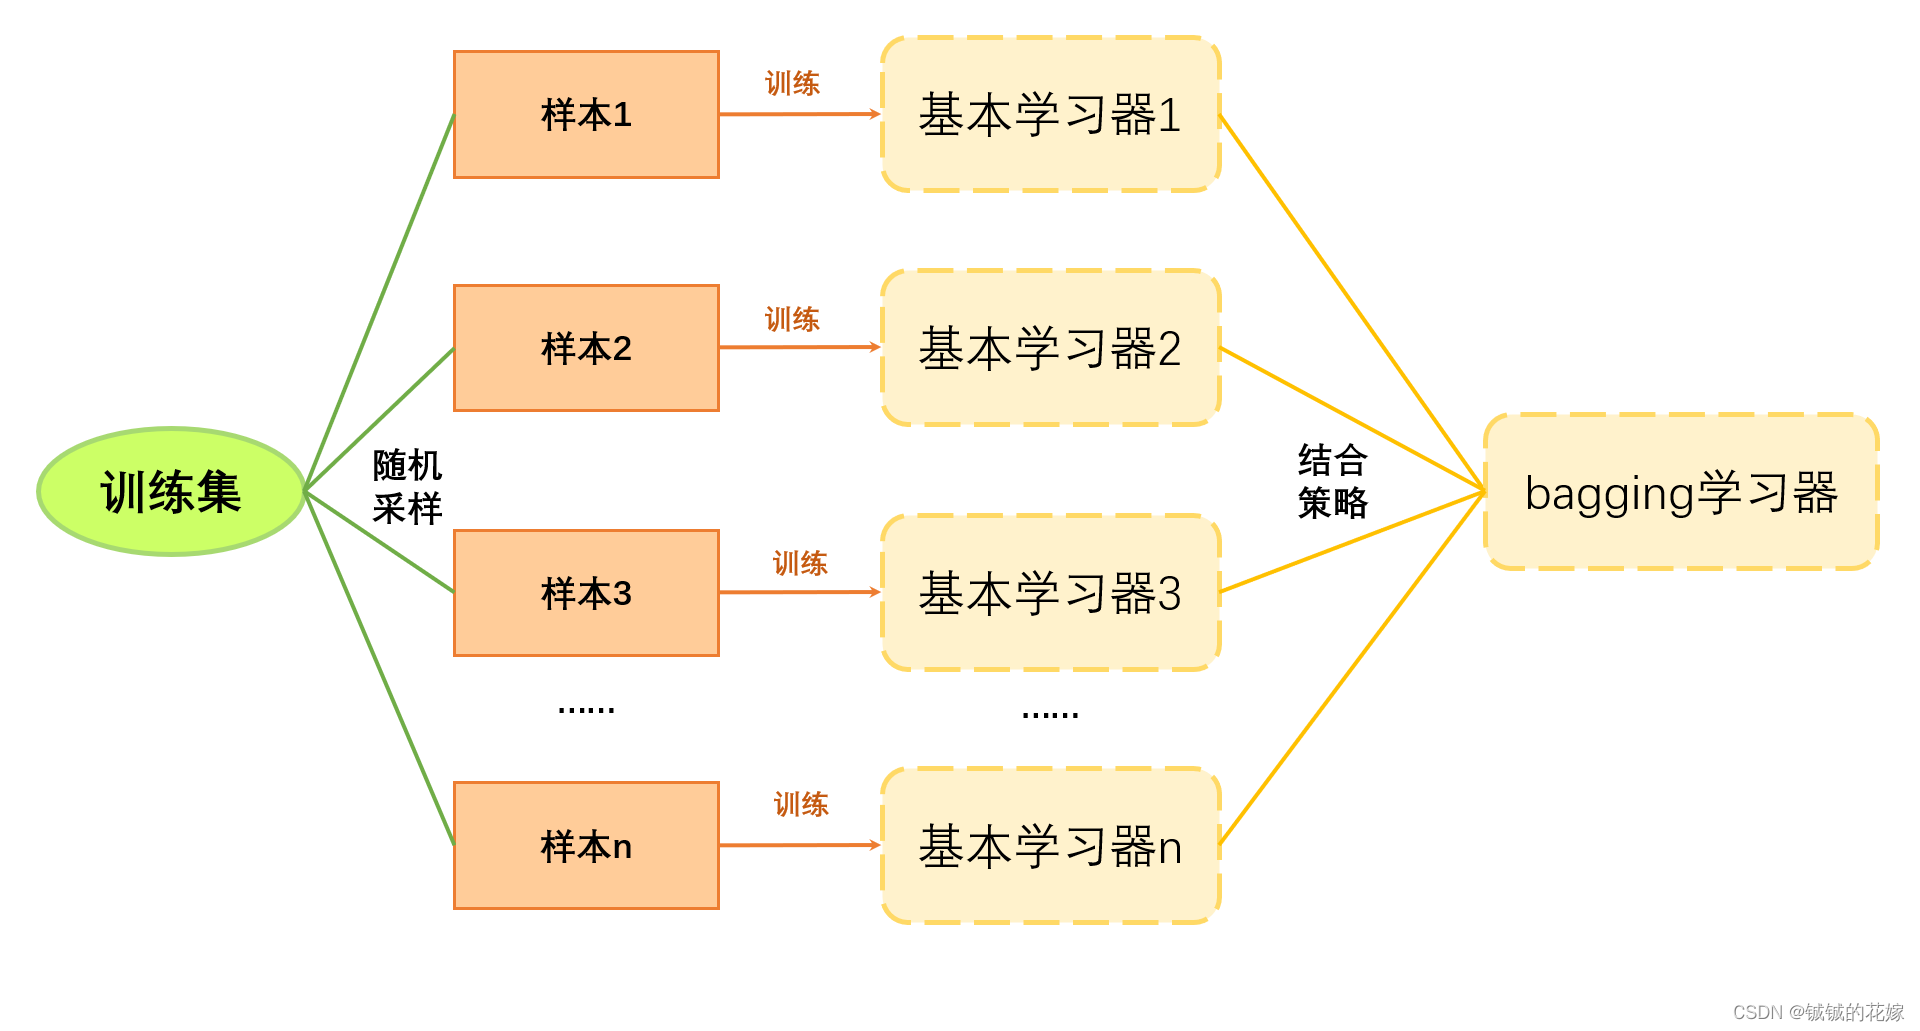 训练集
随机
采样
样本1
训练
基本学习器1
样本2
训练
基本学习器2
样本3
训练
基本学习器3
……
……
样本n
训练
基本学习器n
结合
策略
bagging学习器
CSDN @铖铖的花嫁